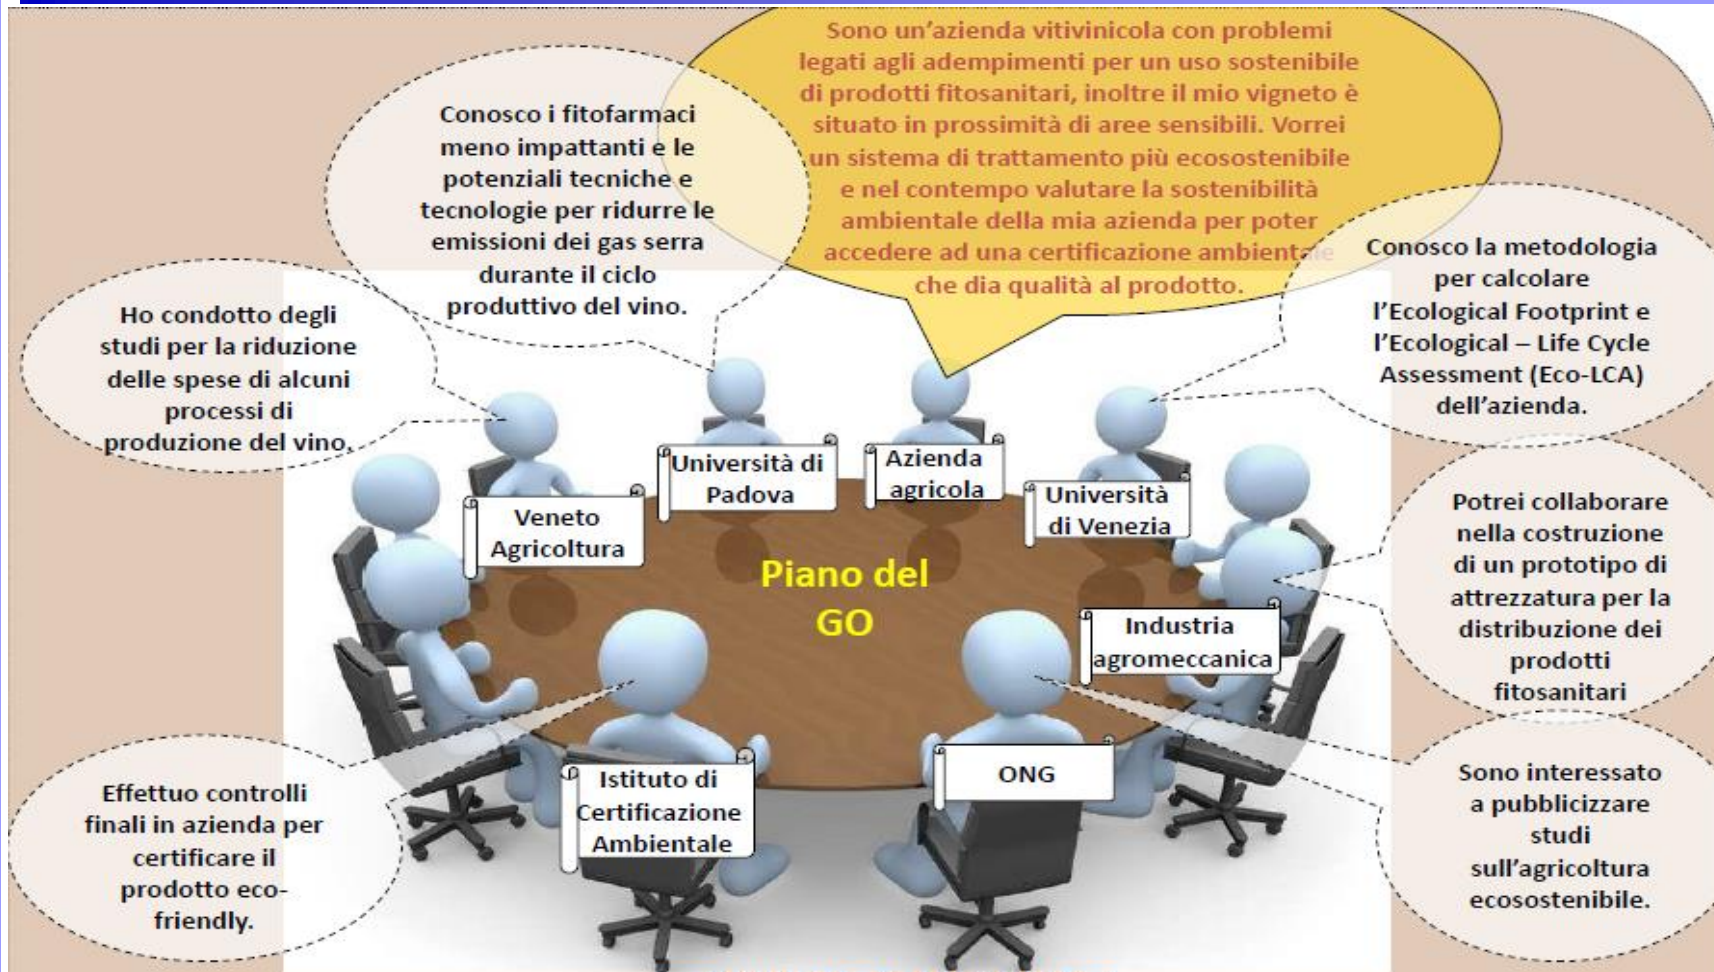 Sono un'azienda vitivinicola con problemi
legati agli adempimenti per un uso sostenibile
di prodotti fitosanitari, inoltre il mio vigneto è
situato in prossimità di aree sensibili. Vorrei
un sistema di trattamento più ecosostenibile
e nel contempo valutare la sostenibilità
ambientale della mia azienda per poter
accedere ad una certificazione ambientale
che dia qualità al prodotto.
Conosco i fitofarmaci
meno impattanti e le
potenziali tecniche e
tecnologie per ridurre le
emissioni dei gas serra
durante il ciclo
produttivo del vino.
Conosco la metodologia
per calcolare
l'Ecological Footprint e
l'Ecological – Life Cycle
Assessment (Eco-LCA)
dell'azienda.
Ho condotto degli
studi per la riduzione
delle spese di alcuni
processi di
produzione del vino.
Veneto
Agricoltura
Università di
Padova
Azienda
agricola
Università
di Venezia
Potrei collaborare
nella costruzione
di un prototipo di
attrezzatura per la
distribuzione dei
prodotti
fitosanitari
Piano del
GO
Industria
agromeccanica
Effettuo controlli
finali in azienda per
certificare il
prodotto eco-
friendly.
Istituto di
Certificazione
Ambientale
ONG
Sono interessato
a pubblicizzare
studi
sull'agricoltura
ecosostenibile.